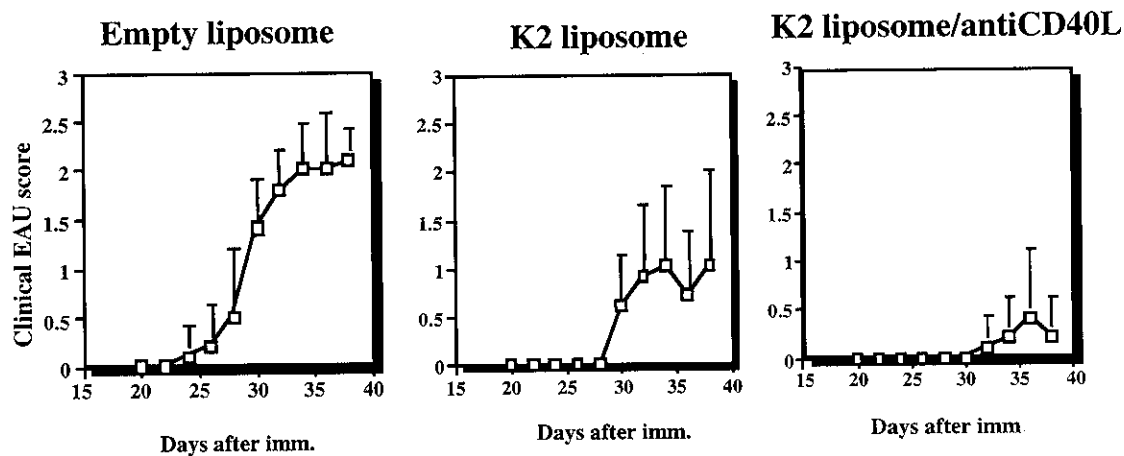 Empty liposome
K2 liposome
K2 liposome/antiCD40L
Clinical EAU score
3
2.5
2
1.5
1
0.5
0
15 20 25 30 35 40
Days after imm.
3
2.5
2
1.5
1
0.5
0
15 20 25 30 35 40
Days after imm.
3
2.5
2
1.5
1
0.5
0
15 20 25 30 35 40
Days after imm